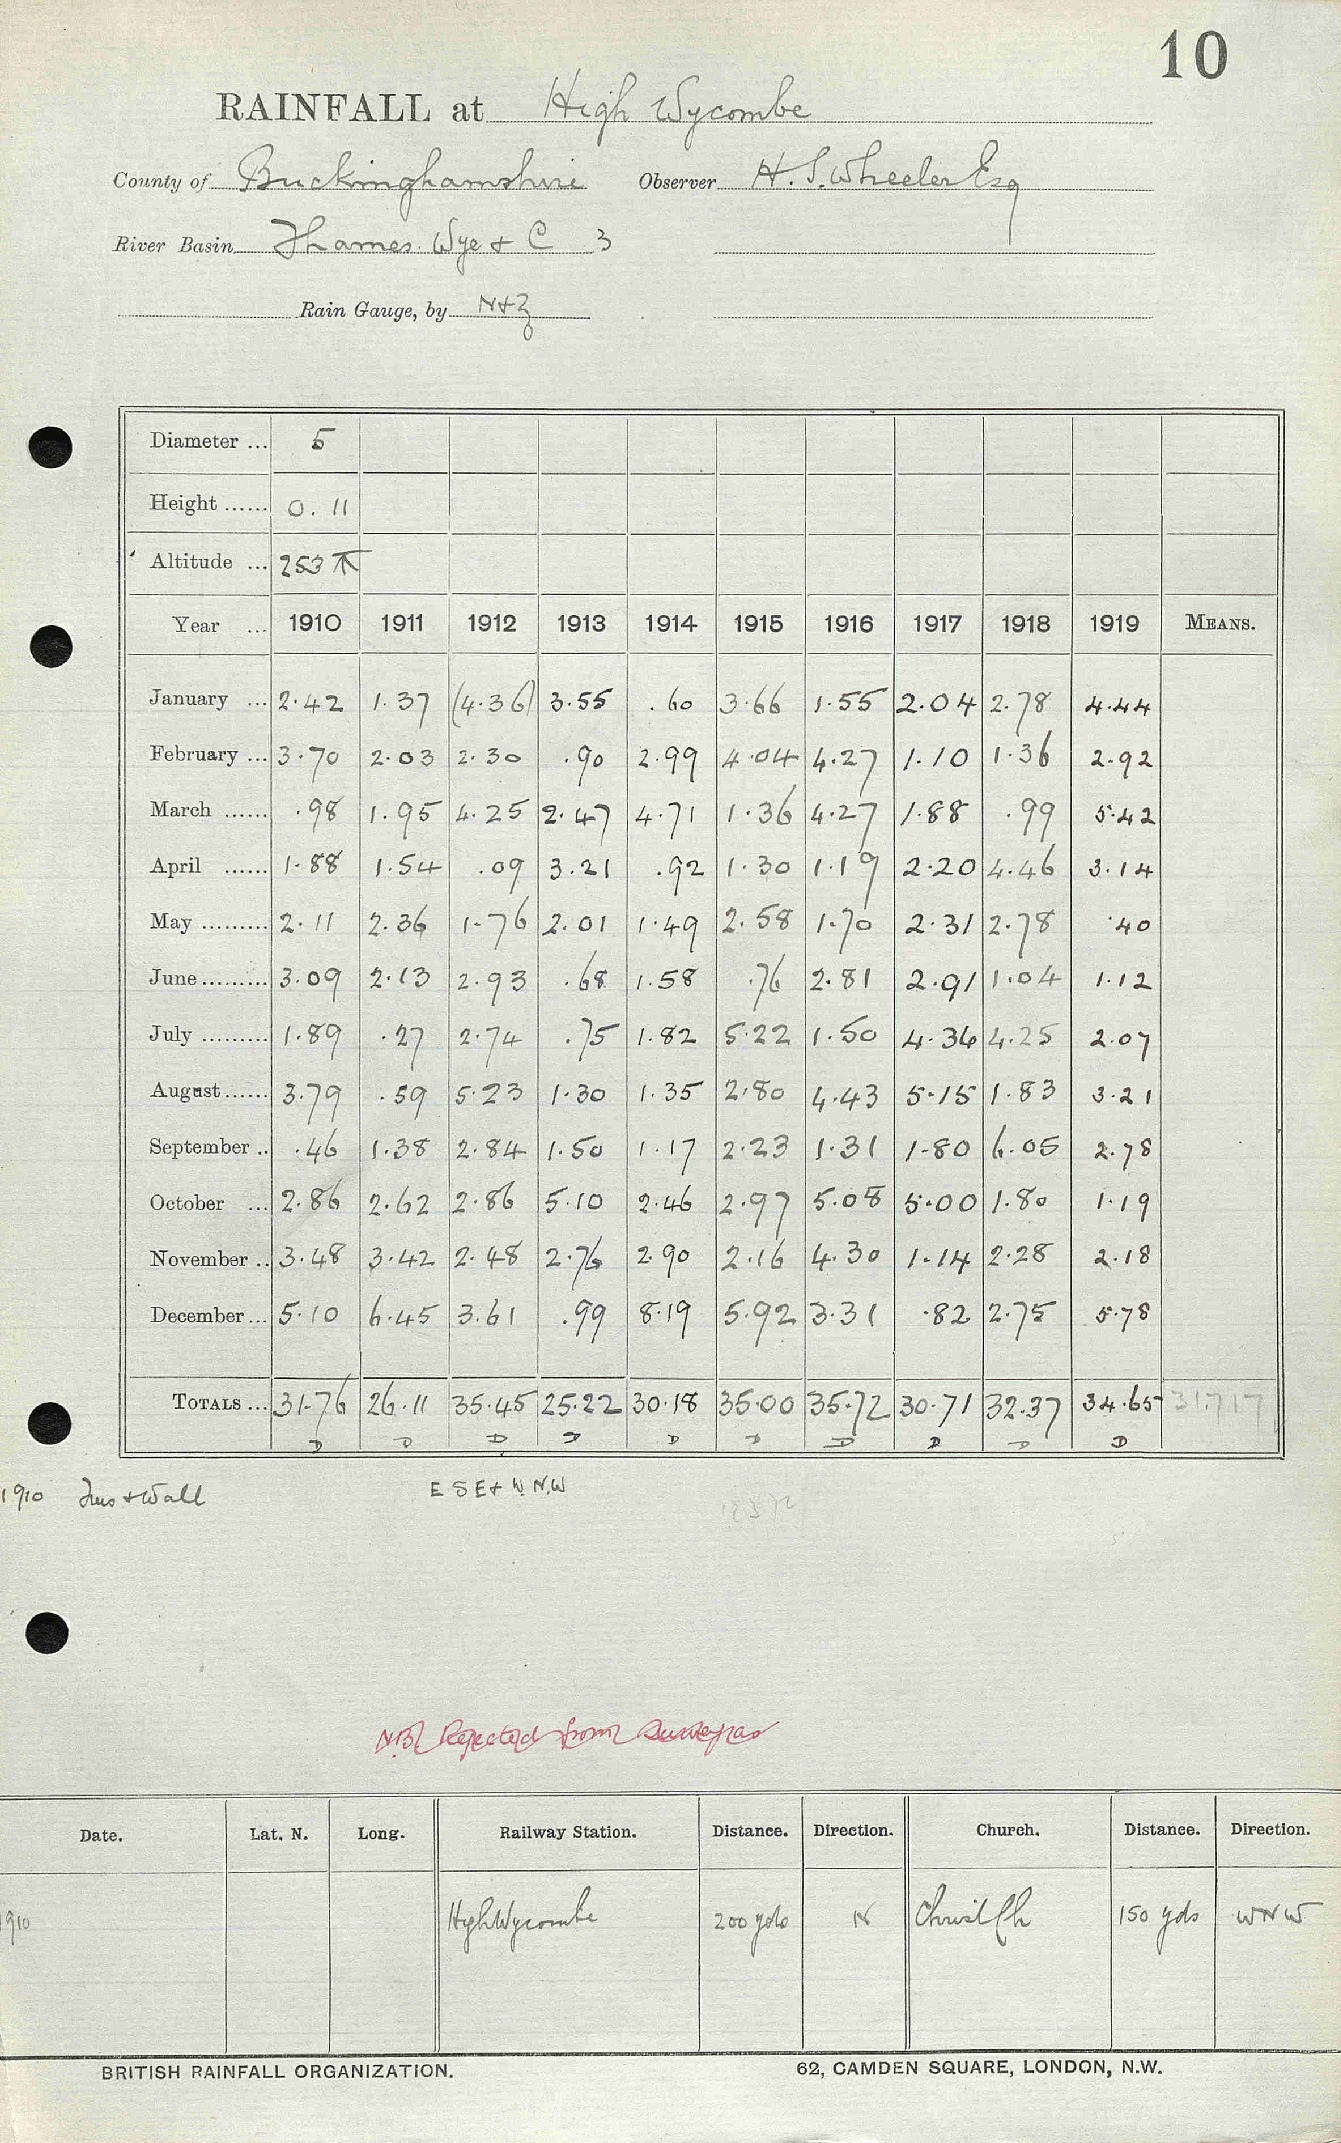 10
RAINFALL at High Wycombe
County of Buckinghamshire Observer H. S. Wheeler Esq
River Basin Thames. Wye & C 3
Rain Gauge, by N+Z
Diameter ... 5
Height ...... 0. 11
Altitude ... 253
Year ... 1910 1911 1912 1913 1914 1915 1916 1917 1918 1919 MEANS.
January ... 2.42 1.37 (4.36) 3.55 .60 3.66 1.55 2.04 2.78 4.44
February ... 3.70 2.03 2.30 .90 2.99 4.04 4.27 1.10 1.36 2.92
March ...... .98 1.95 4.25 2.47 4.71 1.36 4.27 1.88 .99 5.42
April ...... 1.88 1.54 .09 3.21 .92 1.30 1.19 2.20 4.46 3.14
May ......... 2.11 2.36 1.76 2.01 1.49 2.58 1.70 2.31 2.78 .40
June ......... 3.09 2.13 2.93 .68 1.58 .76 2.81 2.91 1.04 1.12
July ......... 1.89 .27 2.74 .75 1.82 5.22 1.50 4.36 4.25 2.07
August ...... 3.79 .59 5.23 1.30 1.35 2.80 4.43 5.15 1.83 3.21
September .. .46 1.38 2.84 1.50 1.17 2.23 1.31 1.80 6.05 2.78
October ... 2.86 2.62 2.86 5.10 2.46 2.97 5.08 5.00 1.80 1.19
November .. 3.48 3.42 2.48 2.76 2.90 2.16 4.30 1.14 2.28 2.18
December ... 5.10 6.45 3.61 .99 8.19 5.92 3.31 .82 2.75 5.78
TOTALS ... 31.76 26.11 35.45 25.22 30.18 35.00 35.72 30.71 32.37 34.65 31.717
D D D D D D D D D D
1910 + Wall E S E + W. N.W
N.B. Rejected from
Date. Lat. N. Long. Railway Station. Distance. Direction. Church. Distance. Direction.
1910 High Wycombe 200 yds N Christ Ch 150 yds WNW
BRITISH RAINFALL ORGANIZATION. 62, CAMDEN SQUARE, LONDON, N.W.